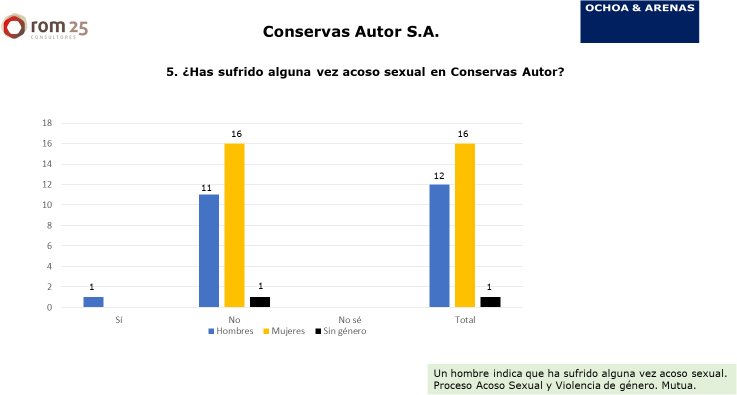 rom 25
CONSULTORES
OCHOA & ARENAS
Conservas Autor S.A.
5. ¿Has sufrido alguna vez acoso sexual en Conservas Autor?
18
16
14
12
10
8
6
4
2
0
1
11
16
1
12
16
1
Si
No
No sé
Total
Hombres
Mujeres
Sin género
Un hombre indica que ha sufrido alguna vez acoso sexual.
Proceso Acoso Sexual y Violencia de género. Mutua.